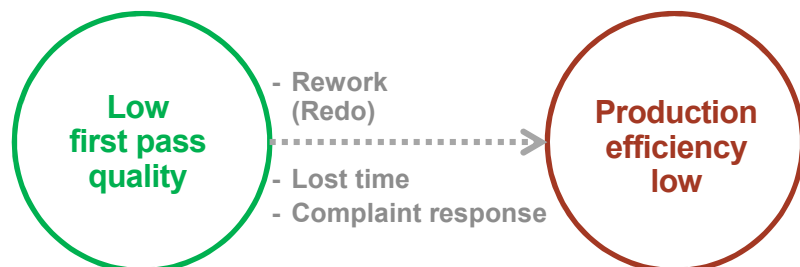 Low
first pass
quality
- Rework
(Redo)
- Lost time
- Complaint response
Production
efficiency
low